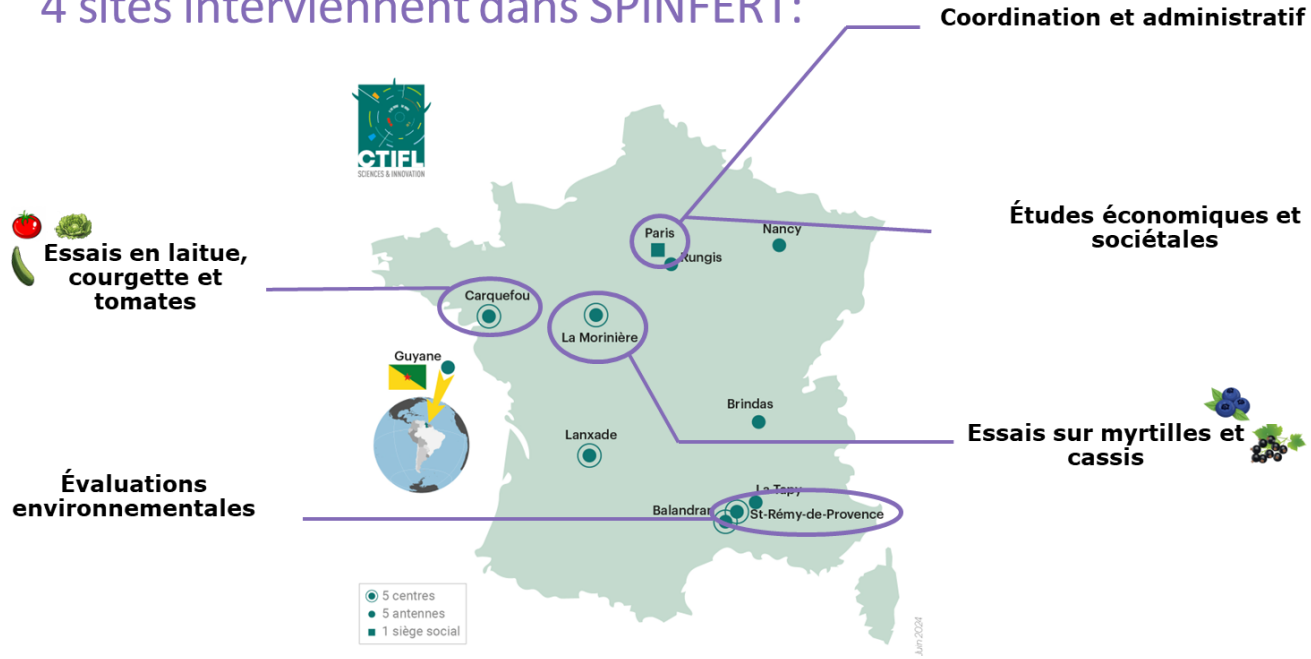 4 sites interviennent dans SPINFERT:
Coordination et administratif
CTIFL
SCIENCES & INNOVATION
Études économiques et
sociétales
Essais en laitue,
courgette et
tomates
Paris
Rungis
Nancy
Carquefou
La Morinière
Guyane
Brindas
Lanxade
Essais sur myrtilles et
cassis
Évaluations
environnementales
La Tapy
Balandran
St-Rémy-de-Provence
5 centres
5 antennes
1 siège social
Juin 2024